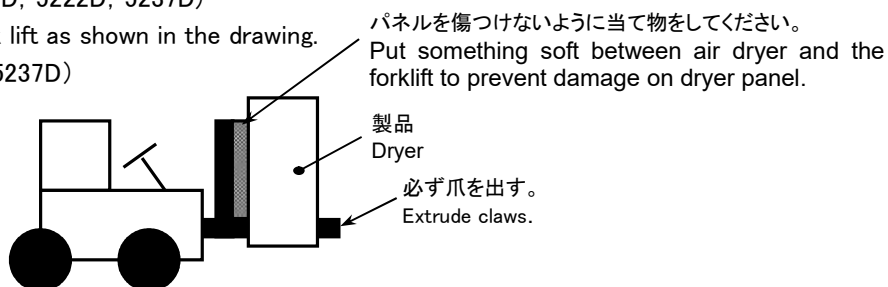 D, 5222D, 5237D)
lift as shown in the drawing.
5237D)
パネルを傷つけないように当て物をしてください。
Put something soft between air dryer and the
forklift to prevent damage on dryer panel.
製品
Dryer
必ず爪を出す。
Extrude claws.